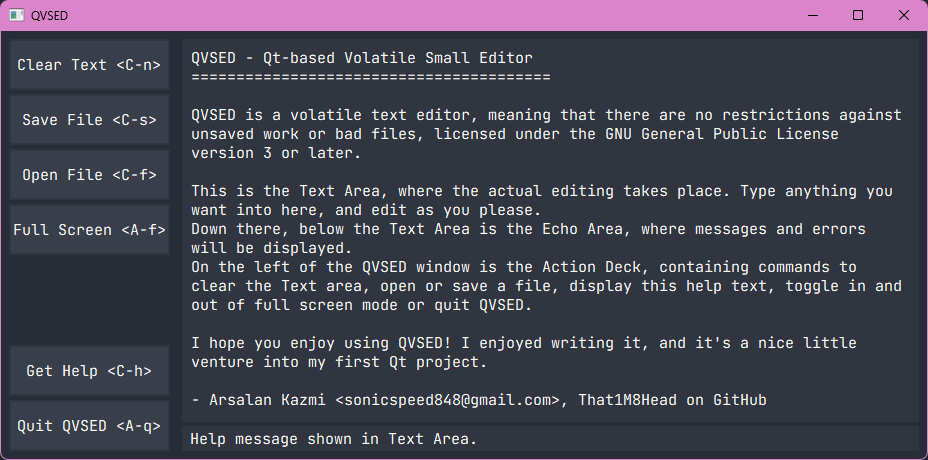 QVSED
Clear Text <C-n>
Save File <C-s>
Open File <C-f>
Full Screen <A-f>
Get Help <C-h>
Quit QVSED <A-q>
QVSED - Qt-based Volatile Small Editor
========================================
QVSED is a volatile text editor, meaning that there are no restrictions against
unsaved work or bad files, licensed under the GNU General Public License
version 3 or later.
This is the Text Area, where the actual editing takes place. Type anything you
want into here, and edit as you please.
Down there, below the Text Area is the Echo Area, where messages and errors
will be displayed.
On the left of the QVSED window is the Action Deck, containing commands to
clear the Text area, open or save a file, display this help text, toggle in and
out of full screen mode or quit QVSED.
I hope you enjoy using QVSED! I enjoyed writing it, and it's a nice little
venture into my first Qt project.
- Arsalan Kazmi <sonicspeed848@gmail.com>, That1M8Head on GitHub
Help message shown in Text Area.